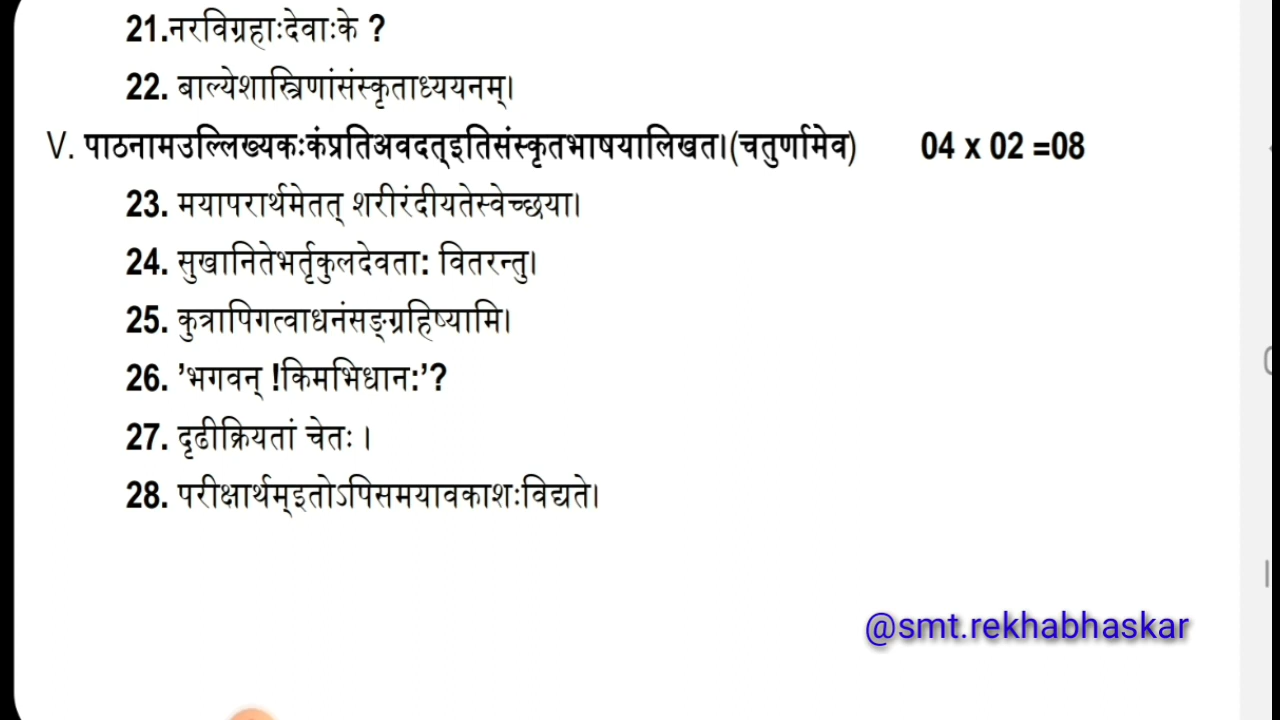 21.नरविग्रहाःदेवाःके ?
22. बाल्येशास्त्रिणांसंस्कृताध्ययनम्।
V. पाठनामउल्लिख्यकःकंप्रतिअवदत्इतिसंस्कृतभाषयालिखत।(चतुर्णामेव) 04 x 02 =08
23. मयापरार्थमेतत् शरीरंदीयतेस्वेच्छया।
24. सुखानितेभर्तृकुलदेवता: वितरन्तु।
25. कुत्रापिगत्वाधनंसङ्ग्रहिष्यामि।
26. ’भगवन् !किमभिधान:’?
27. दृढीक्रियतां चेतः ।
28. परीक्षार्थम्इतोऽपिसमयावकाशःविद्यते।
@smt.rekhabhaskar